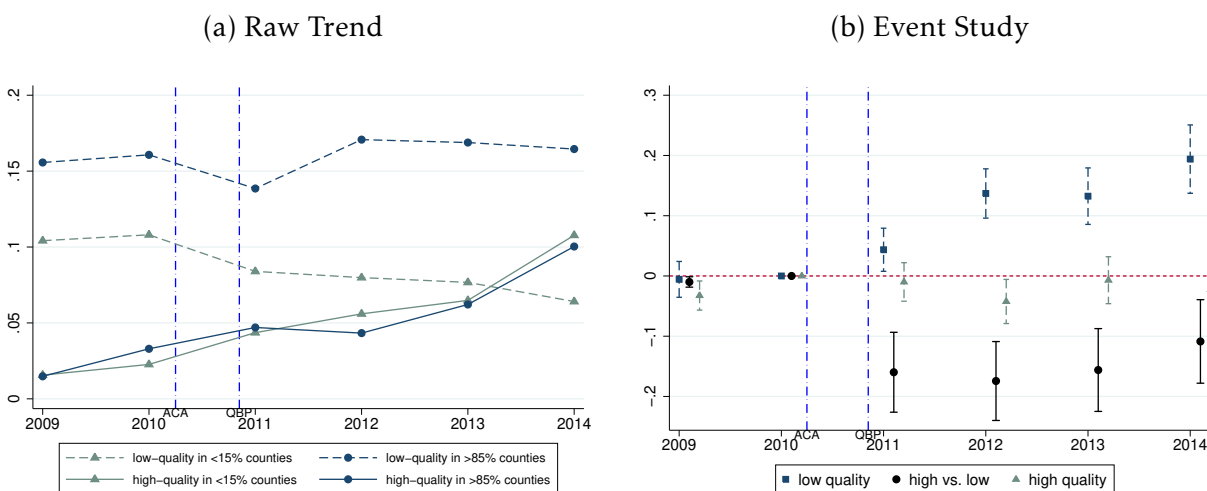 (a) Raw Trend
.2
.15
.1
.05
0
2009
2010
ACA
QBP
2011
2012
2013
2014
low−quality in <15% counties
low−quality in >85% counties
high−quality in <15% counties
high−quality in >85% counties
(b) Event Study
.3
.2
.1
0
−.1
−.2
2009
2010
ACA
QBP
2011
2012
2013
2014
low quality
high vs. low
high quality